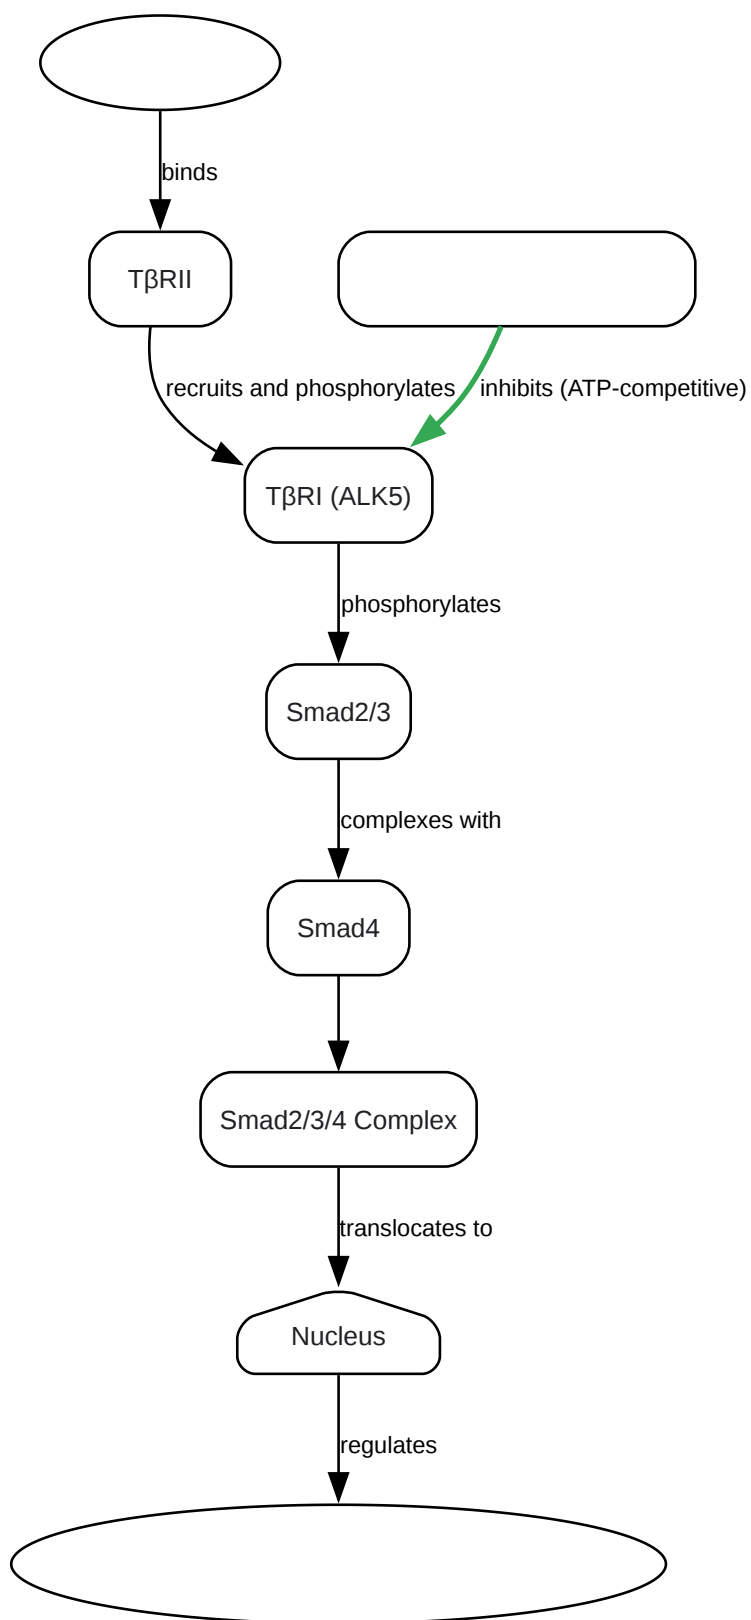 binds
TβRII
recruits and phosphorylates
inhibits (ATP-competitive)
TβRI (ALK5)
phosphorylates
Smad2/3
complexes with
Smad4
Smad2/3/4 Complex
translocates to
Nucleus
regulates